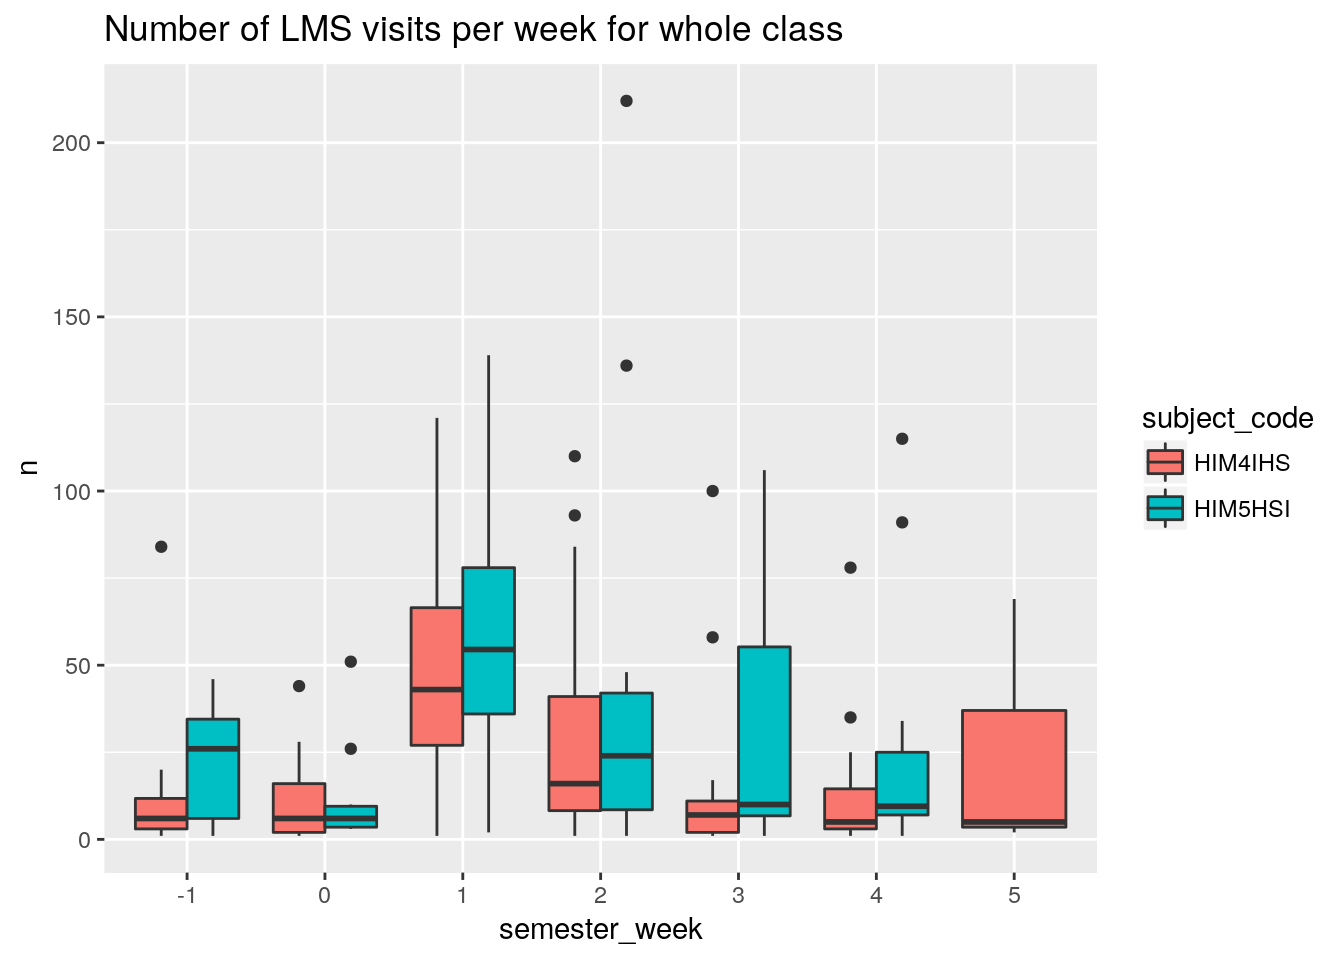 Number of LMS visits per week for whole class
200
150
100
50
0
n
-1 0 1 2 3 4 5
semester_week
subject_code
HIM4IHS
HIM5HSI